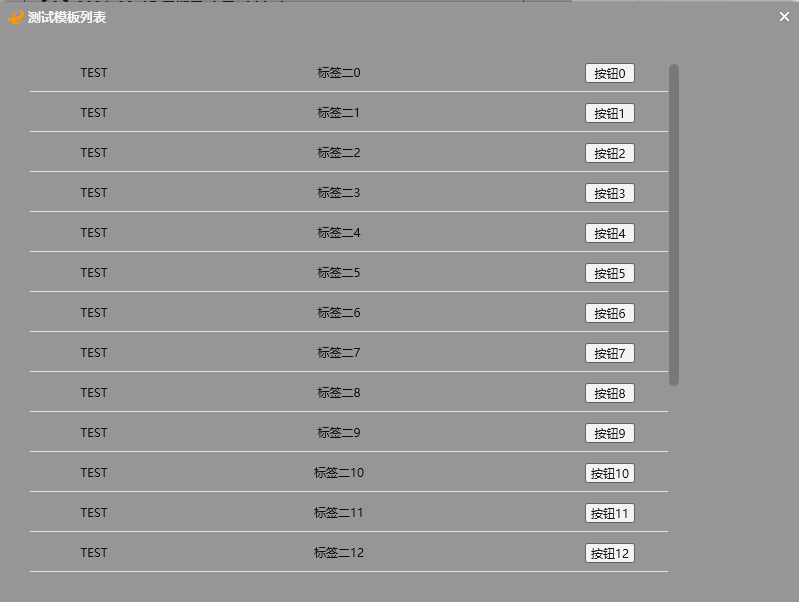 测试模板列表
TEST 标签二0 按钮0
TEST 标签二1 按钮1
TEST 标签二2 按钮2
TEST 标签二3 按钮3
TEST 标签二4 按钮4
TEST 标签二5 按钮5
TEST 标签二6 按钮6
TEST 标签二7 按钮7
TEST 标签二8 按钮8
TEST 标签二9 按钮9
TEST 标签二10 按钮10
TEST 标签二11 按钮11
TEST 标签二12 按钮12